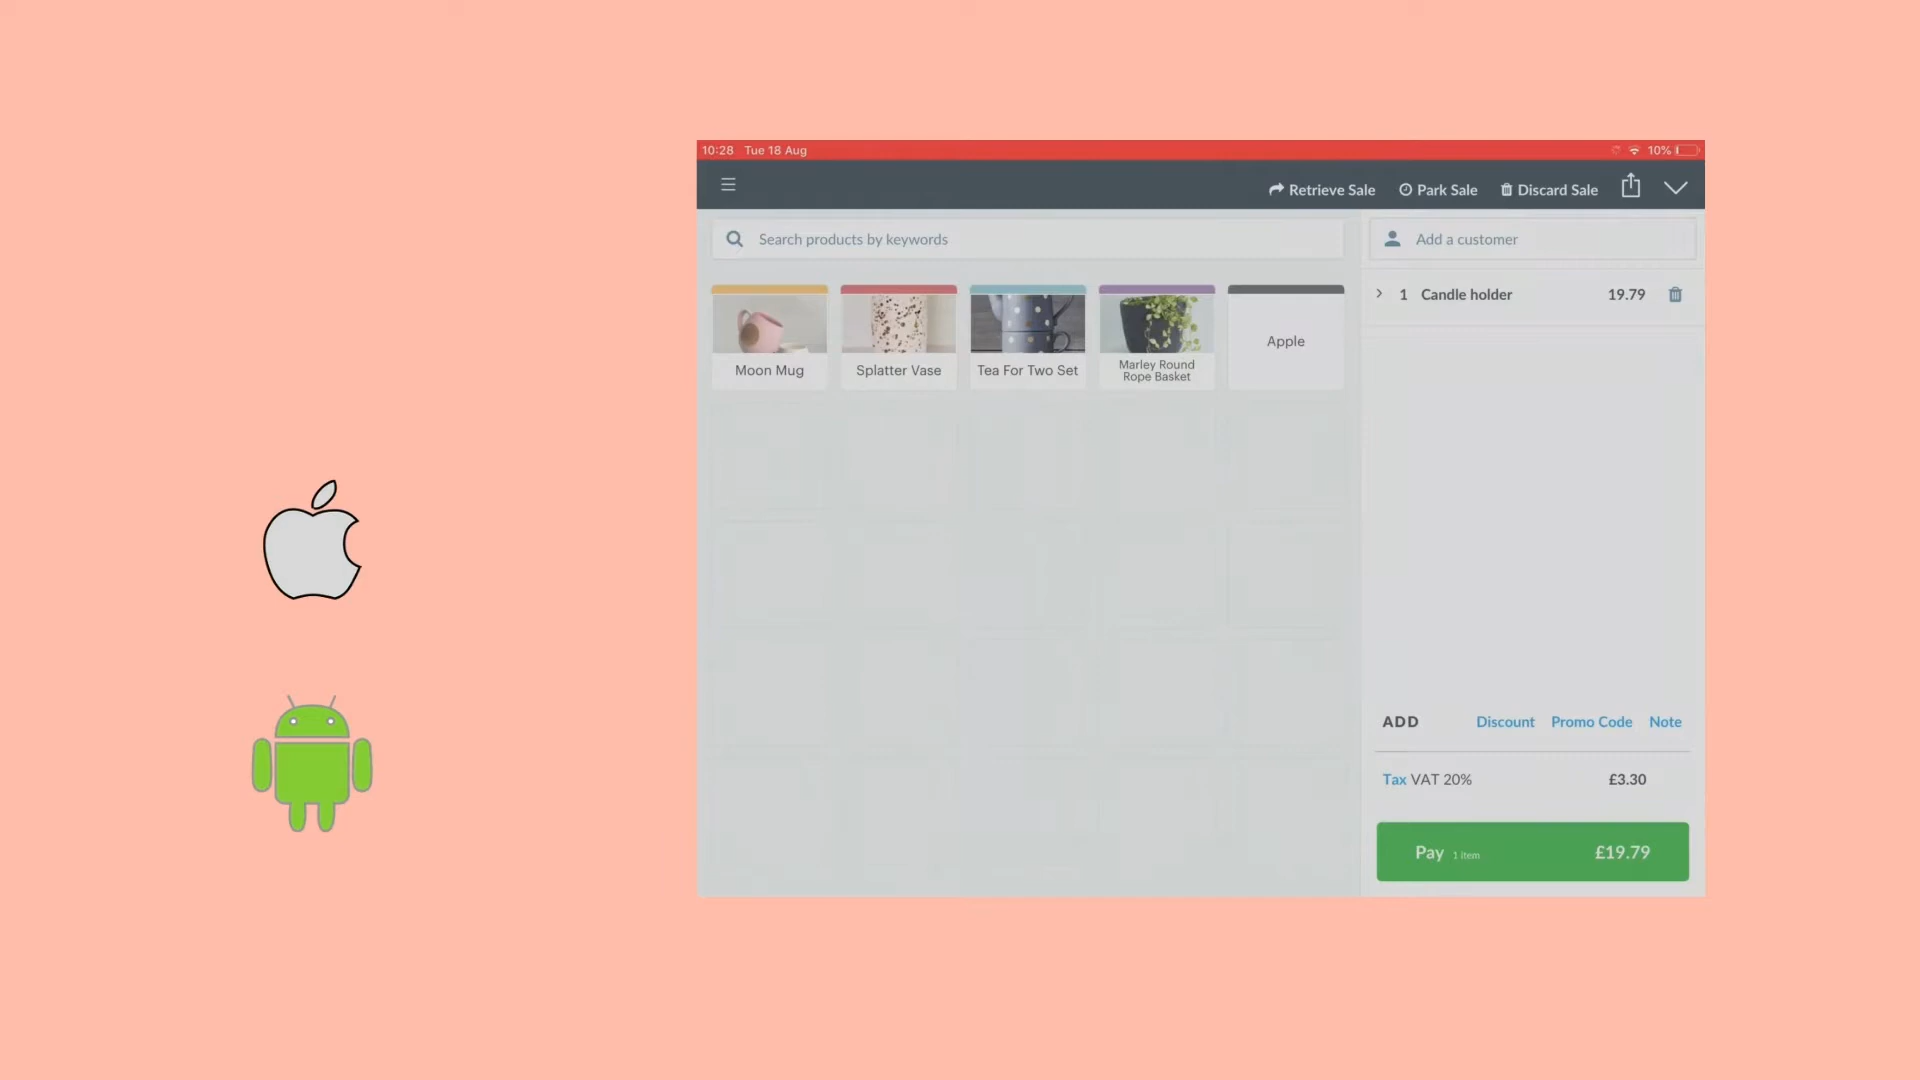 10:28 Tue 18 Aug 10%
Retrieve Sale Park Sale Discard Sale
Search products by keywords
Add a customer
1 Candle holder 19.79
Moon Mug
Splatter Vase
Tea For Two Set
Marley Round
Rope Basket
Apple
ADD Discount Promo Code Note
Tax VAT 20% £3.30
Pay 1 item £19.79